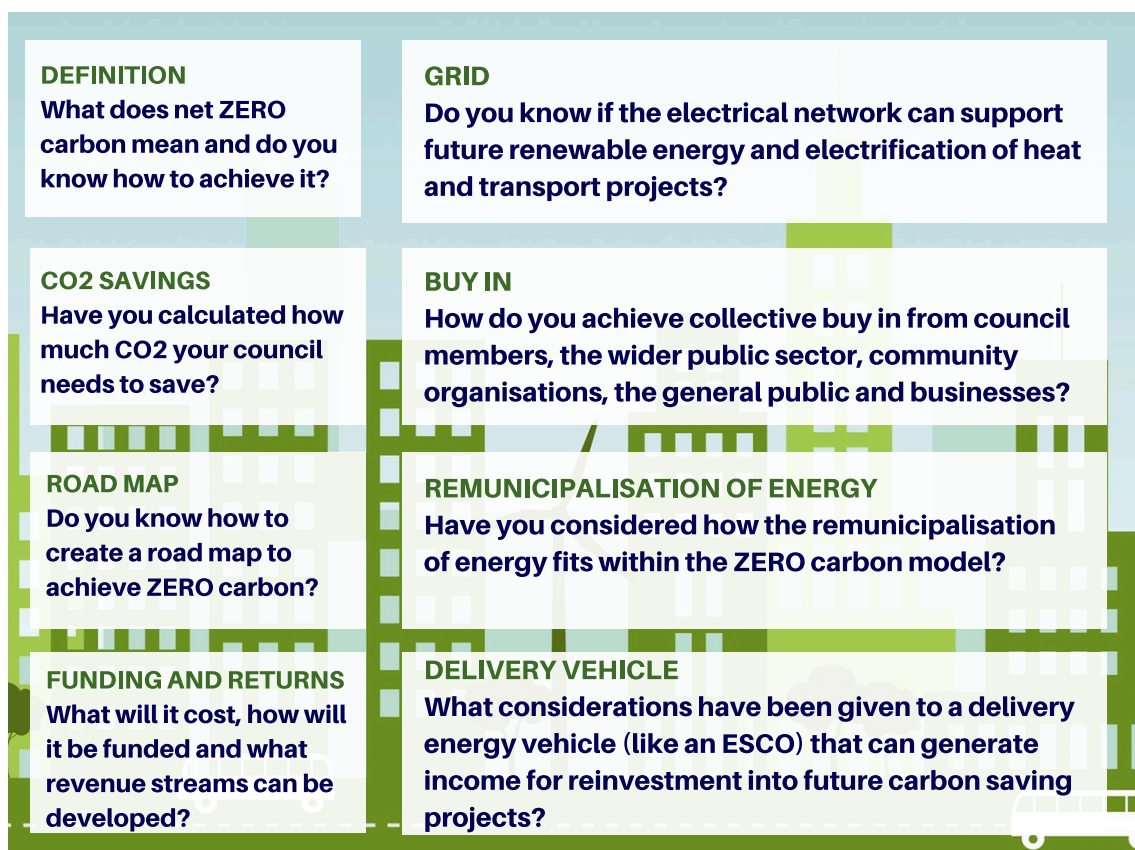 DEFINITION
What does net ZERO
carbon mean and do you
know how to achieve it?
GRID
Do you know if the electrical network can support
future renewable energy and electrification of heat
and transport projects?
CO2 SAVINGS
Have you calculated how
much CO2 your council
needs to save?
BUY IN
How do you achieve collective buy in from council
members, the wider public sector, community
organisations, the general public and businesses?
ROAD MAP
Do you know how to
create a road map to
achieve ZERO carbon?
REMUNICIPALISATION OF ENERGY
Have you considered how the remunicipalisation
of energy fits within the ZERO carbon model?
FUNDING AND RETURNS
What will it cost, how will
it be funded and what
revenue streams can be
developed?
DELIVERY VEHICLE
What considerations have been given to a delivery
energy vehicle (like an ESCO) that can generate
income for reinvestment into future carbon saving
projects?